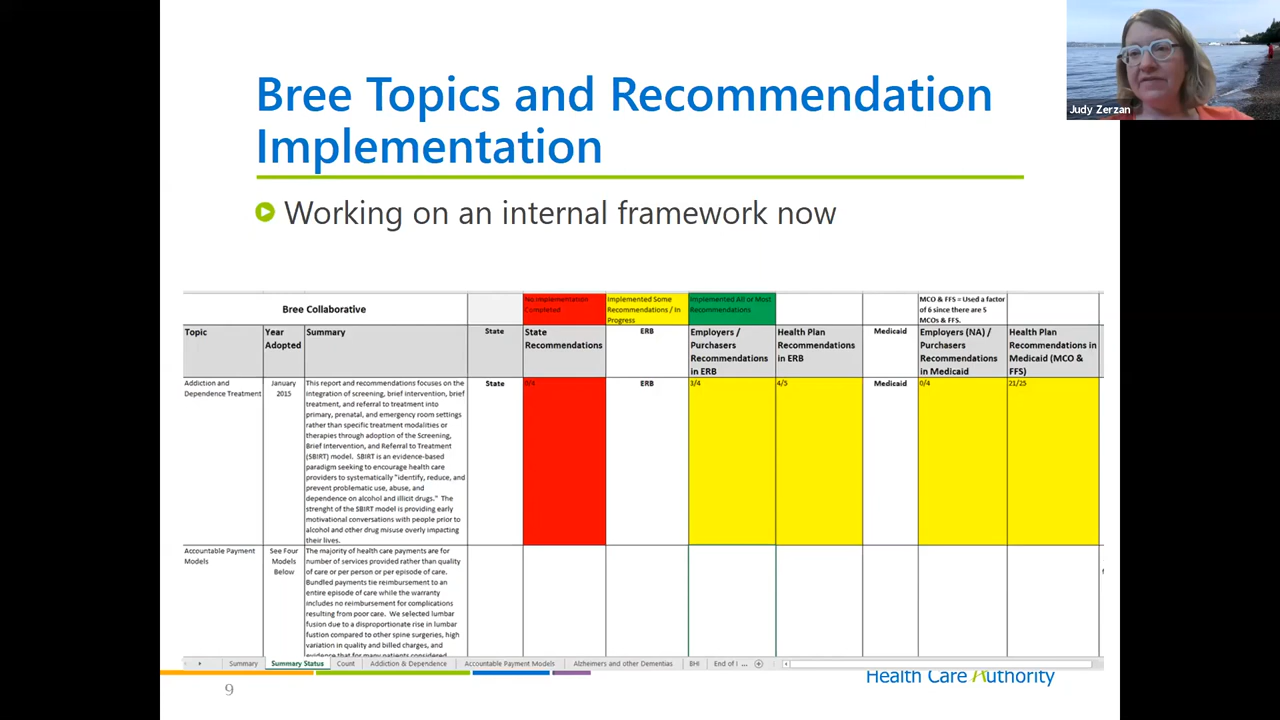 Judy Zerzan
Bree Topics and Recommendation
Implementation
Working on an internal framework now
Bree Collaborative
No Implementation
Completed
Implemented Some
Recommendations / In
Progress
Implemented All or Most
Recommendations
MCO & FFS = Used a factor
of 6 since there are 5
MCOs & FFS.
Topic
Year
Adopted
Summary
State
State
Recommendations
ERB
Employers /
Purchasers
Recommendations
in ERB
Health Plan
Recommendations
in ERB
Medicaid
Employers (NA) /
Purchasers
Recommendations
in Medicaid
Health Plan
Recommendations in
Medicaid (MCO &
FFS)
Addiction and
Dependence Treatment
January
2015
This report and recommendations focuses on the
integration of screening, brief intervention, brief
treatment, and referral to treatment into
primary, prenatal, and emergency room settings
rather than specific treatment modalities or
therapies through adoption of the Screening,
Brief Intervention, and Referral to Treatment
(SBIRT) model.  SBIRT is an evidence-based
paradigm seeking to encourage health care
providers to systematically "identify, reduce, and
prevent problematic use, abuse, and
dependence on alcohol and illicit drugs."  The
strenght of the SBIRT model is providing early
motivational conversations with people prior to
alcohol and other drug misuse overly impacting
their lives.
State
0/4
ERB
3/4
4/5
Medicaid
0/4
21/25
Accountable Payment
Models
See Four
Models
Below
The majority of health care payments are for
number of services provided rather than quality
of care or per person or per episode of care.
Bundled payments tie reimbursement to an
entire episode of care while the warranty
includes no reimbursement for complications
resulting from poor care.  We selected lumbar
fusion due to a disproportionate rise in lumbar
fustion compared to other spine surgeries, high
variation in quality and billed charges, and
evidence that for many patients considered
Summary
Summary Status
Count
Addiction & Dependence
Accountable Payment Models
Alzheimers and other Dementias
BHI
End of I ...
Health Care Authority
9